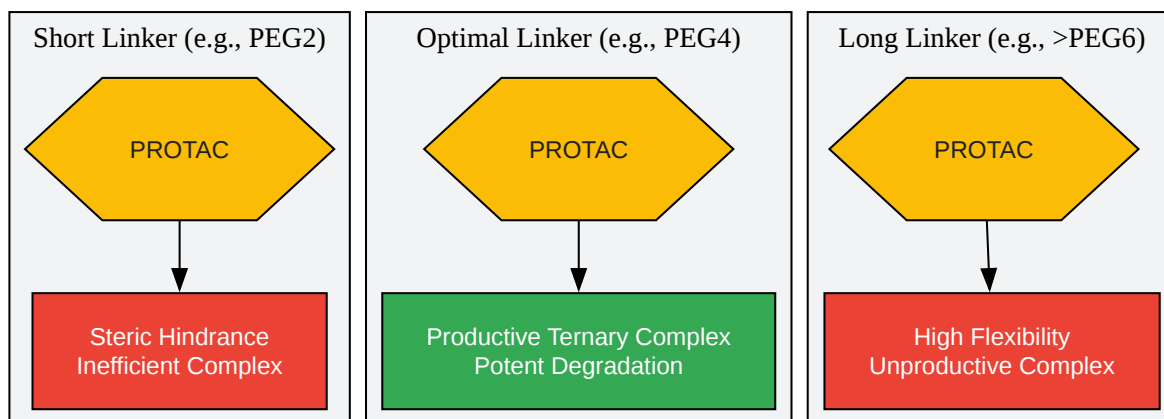 Short Linker (e.g., PEG2)
PROTAC
Steric Hindrance
Inefficient Complex
Optimal Linker (e.g., PEG4)
PROTAC
Productive Ternary Complex
Potent Degradation
Long Linker (e.g., >PEG6)
PROTAC
High Flexibility
Unproductive Complex